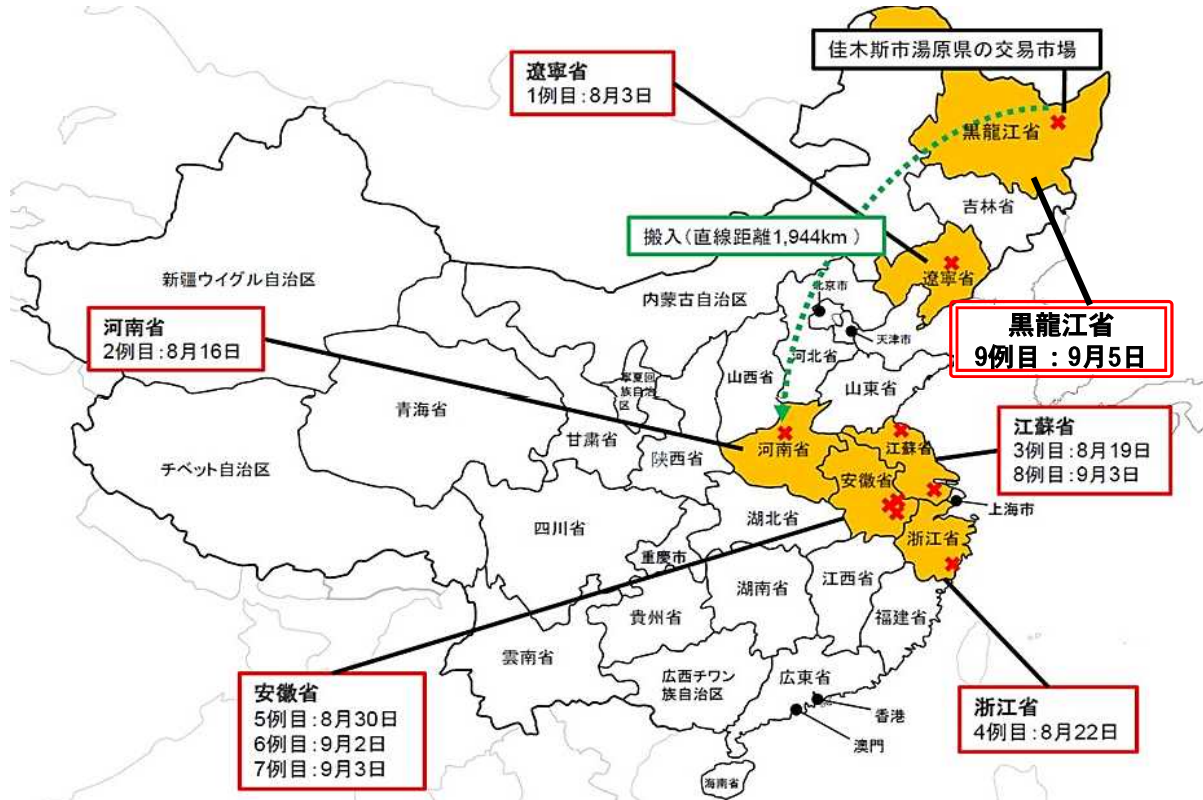 佳木斯市湯原県の交易市場
遼寧省
1例目:8月3日
黒龍江省
吉林省
搬入(直線距離1,944km )
遼寧省
新疆ウイグル自治区
内蒙古自治区
北京市
天津市
黒龍江省
9例目:9月5日
河南省
2例目:8月16日
河北省
山西省
山東省
寧夏回
族自治
区
青海省
甘粛省
陝西省
河南省
江蘇省
江蘇省
3例目:8月19日
8例目:9月3日
チベット自治区
安徽省
上海市
四川省
湖北省
浙江省
重慶市
湖南省
江西省
貴州省
福建省
雲南省
広西チワン
族自治区
広東省
香港
澳門
海南省
安徽省
5例目:8月30日
6例目:9月2日
7例目:9月3日
浙江省
4例目:8月22日